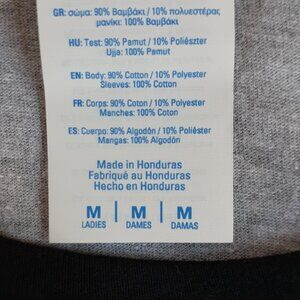 GR: σώμα: 90% Βαμβάκι / 10% πολυεστέρας
μανίκι: 100% Βαμβάκι
HU: Test: 90% Pamut / 10% Poliészter
Ujja: 100% Pamut
EN: Body: 90% Cotton / 10% Polyester
Sleeves: 100% Cotton
FR: Corps: 90% Coton / 10% Polyester
Manches: 100% Coton
ES: Cuerpo: 90% Algodón / 10% Poliéster
Mangas: 100% Algodón
Made in Honduras
Fabriqué au Honduras
Hecho en Honduras
M | M | M
LADIES | DAMES | DAMAS